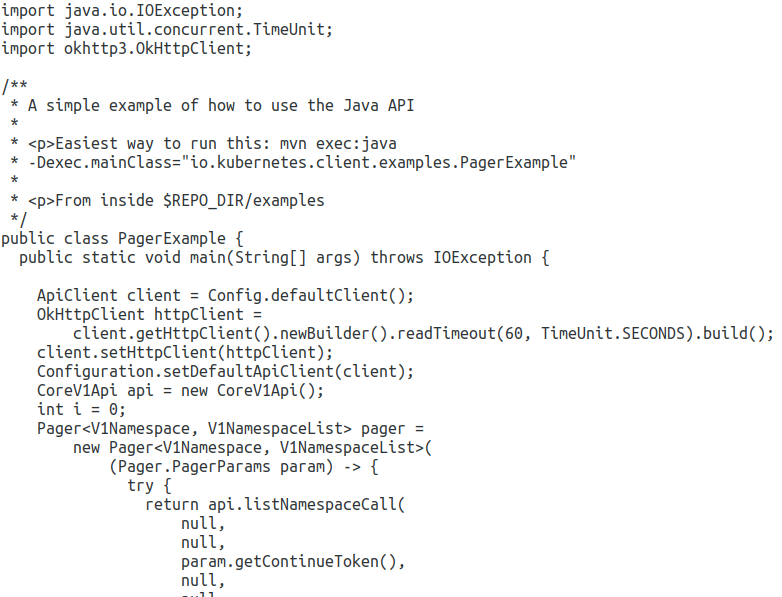 import java.io.IOException;
import java.util.concurrent.TimeUnit;
import okhttp3.OkHttpClient;

/**
 * A simple example of how to use the Java API
 *
 * <p>Easiest way to run this: mvn exec:java
 * -Dexec.mainClass="io.kubernetes.client.examples.PagerExample"
 *
 * <p>From inside $REPO_DIR/examples
 */
public class PagerExample {
  public static void main(String[] args) throws IOException {

    ApiClient client = Config.defaultClient();
    OkHttpClient httpClient =
        client.getHttpClient().newBuilder().readTimeout(60, TimeUnit.SECONDS).build();
    client.setHttpClient(httpClient);
    Configuration.setDefaultApiClient(client);
    CoreV1Api api = new CoreV1Api();
    int i = 0;
    Pager<V1Namespace, V1NamespaceList> pager =
        new Pager<V1Namespace, V1NamespaceList>(
            (Pager.PagerParams param) -> {
              try {
                return api.listNamespaceCall(
                    null,
                    null,
                    param.getContinueToken(),
                    null,